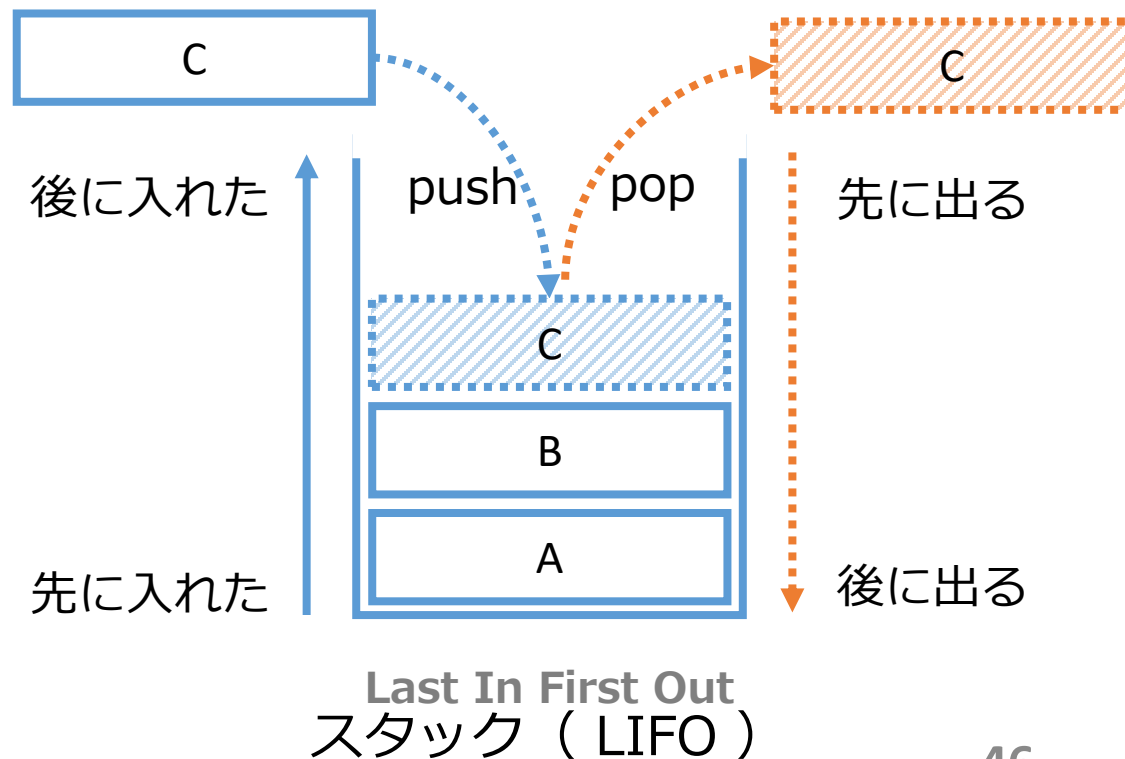 C
C
後に入れた
push
pop
先に出る
C
B
A
先に入れた
後に出る
Last In First Out
スタック（ LIFO ）